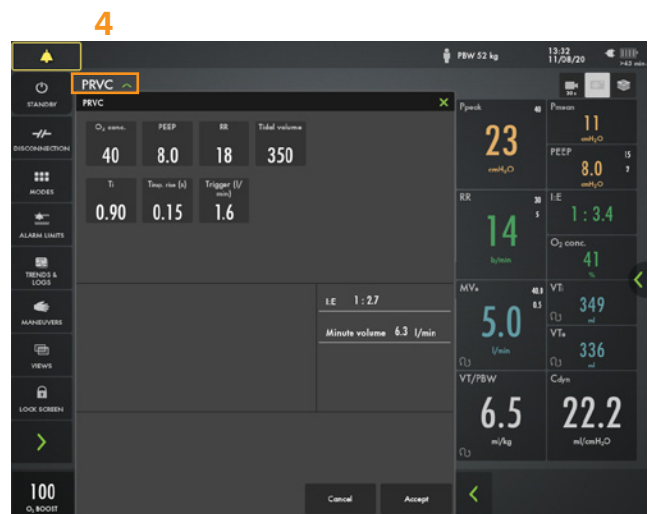 4
PBW 52 kg
13:32
11/08/20
>43 min
STANDBY
DISCONNECTION
MODES
ALARM LIMITS
TRENDS &
LOGS
MANEUVERS
VIEWS
LOCK SCREEN
100
O₂ BOOST
PRVC
PRVC
O₂ conc. PEEP RR Tidal volume
40 8.0 18 350
Ti Tinsp. rise (s) Trigger (l/
min)
0.90 0.15 1.6
I:E 1 : 2.7
Minute volume 6.3 l/min
Cancel Accept
30 s
Ppeak 40
23
cmH₂O
Pmean
11
cmH₂O
PEEP 15
8.0 2
cmH₂O
RR 30
5
14
b/min
I:E
1 : 3.4
O₂ conc.
41
%
MVe 40.0
0.5
5.0
l/min
VTi
349
ml
VTe
336
ml
VT/PBW
6.5
ml/kg
Cdyn
22.2
ml/cmH₂O